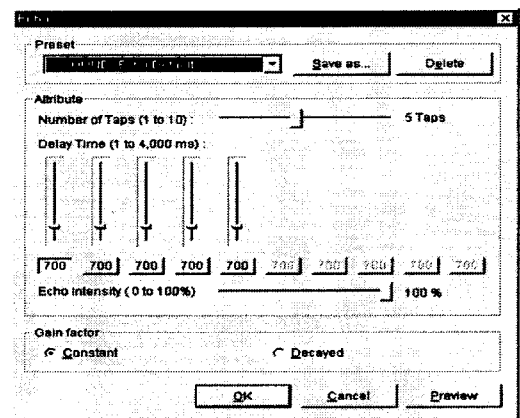 Echo
Preset
Echo Default
Save as...
Delete
Attribute
Number of Taps (1 to 10) :
5 Taps
Delay Time (1 to 4,000 ms) :
700 700 700 700 700 700 700 700 700 700
Echo Intensity ( 0 to 100%)
100 %
Gain factor
Constant
Decayed
OK
Cancel
Preview